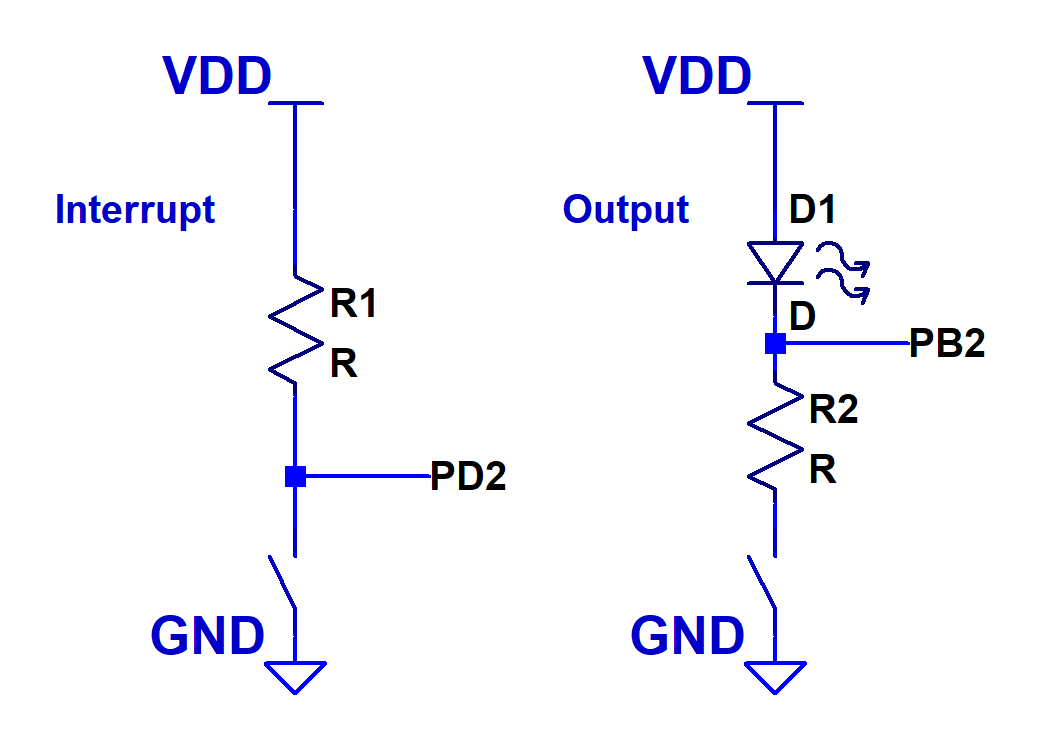 VDD
Interrupt
R1
R
PD2
GND
VDD
Output
D1
D
PB2
R2
R
GND